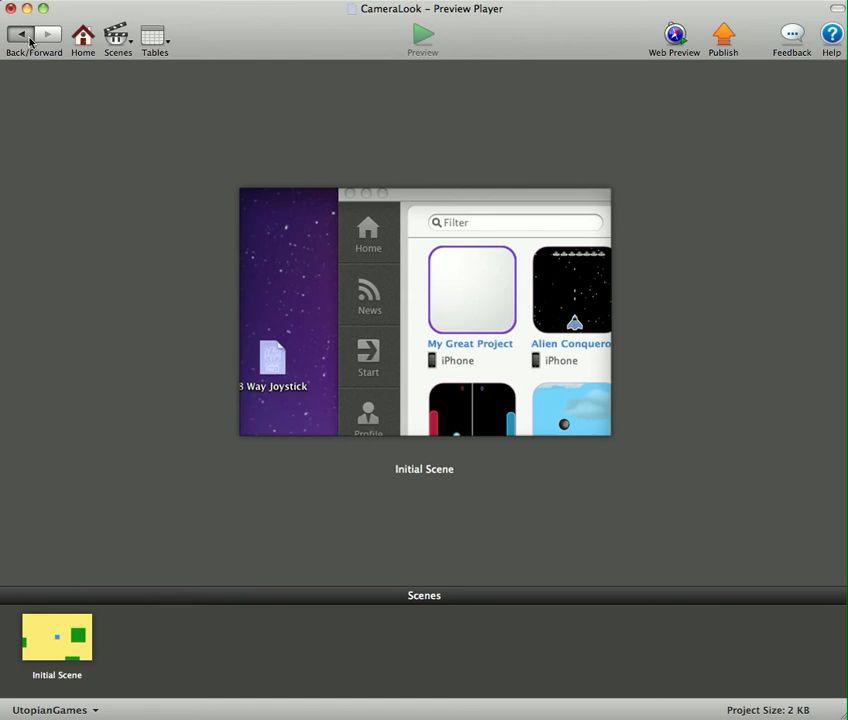 CameraLook – Preview Player
Back/Forward
Home
Scenes
Tables
Preview
Web Preview
Publish
Feedback
Help
Filter
Home
News
My Great Project
Alien Conquero
iPhone
iPhone
8 Way Joystick
Start
Profile
Initial Scene
Scenes
Initial Scene
UtopianGames
Project Size: 2 KB